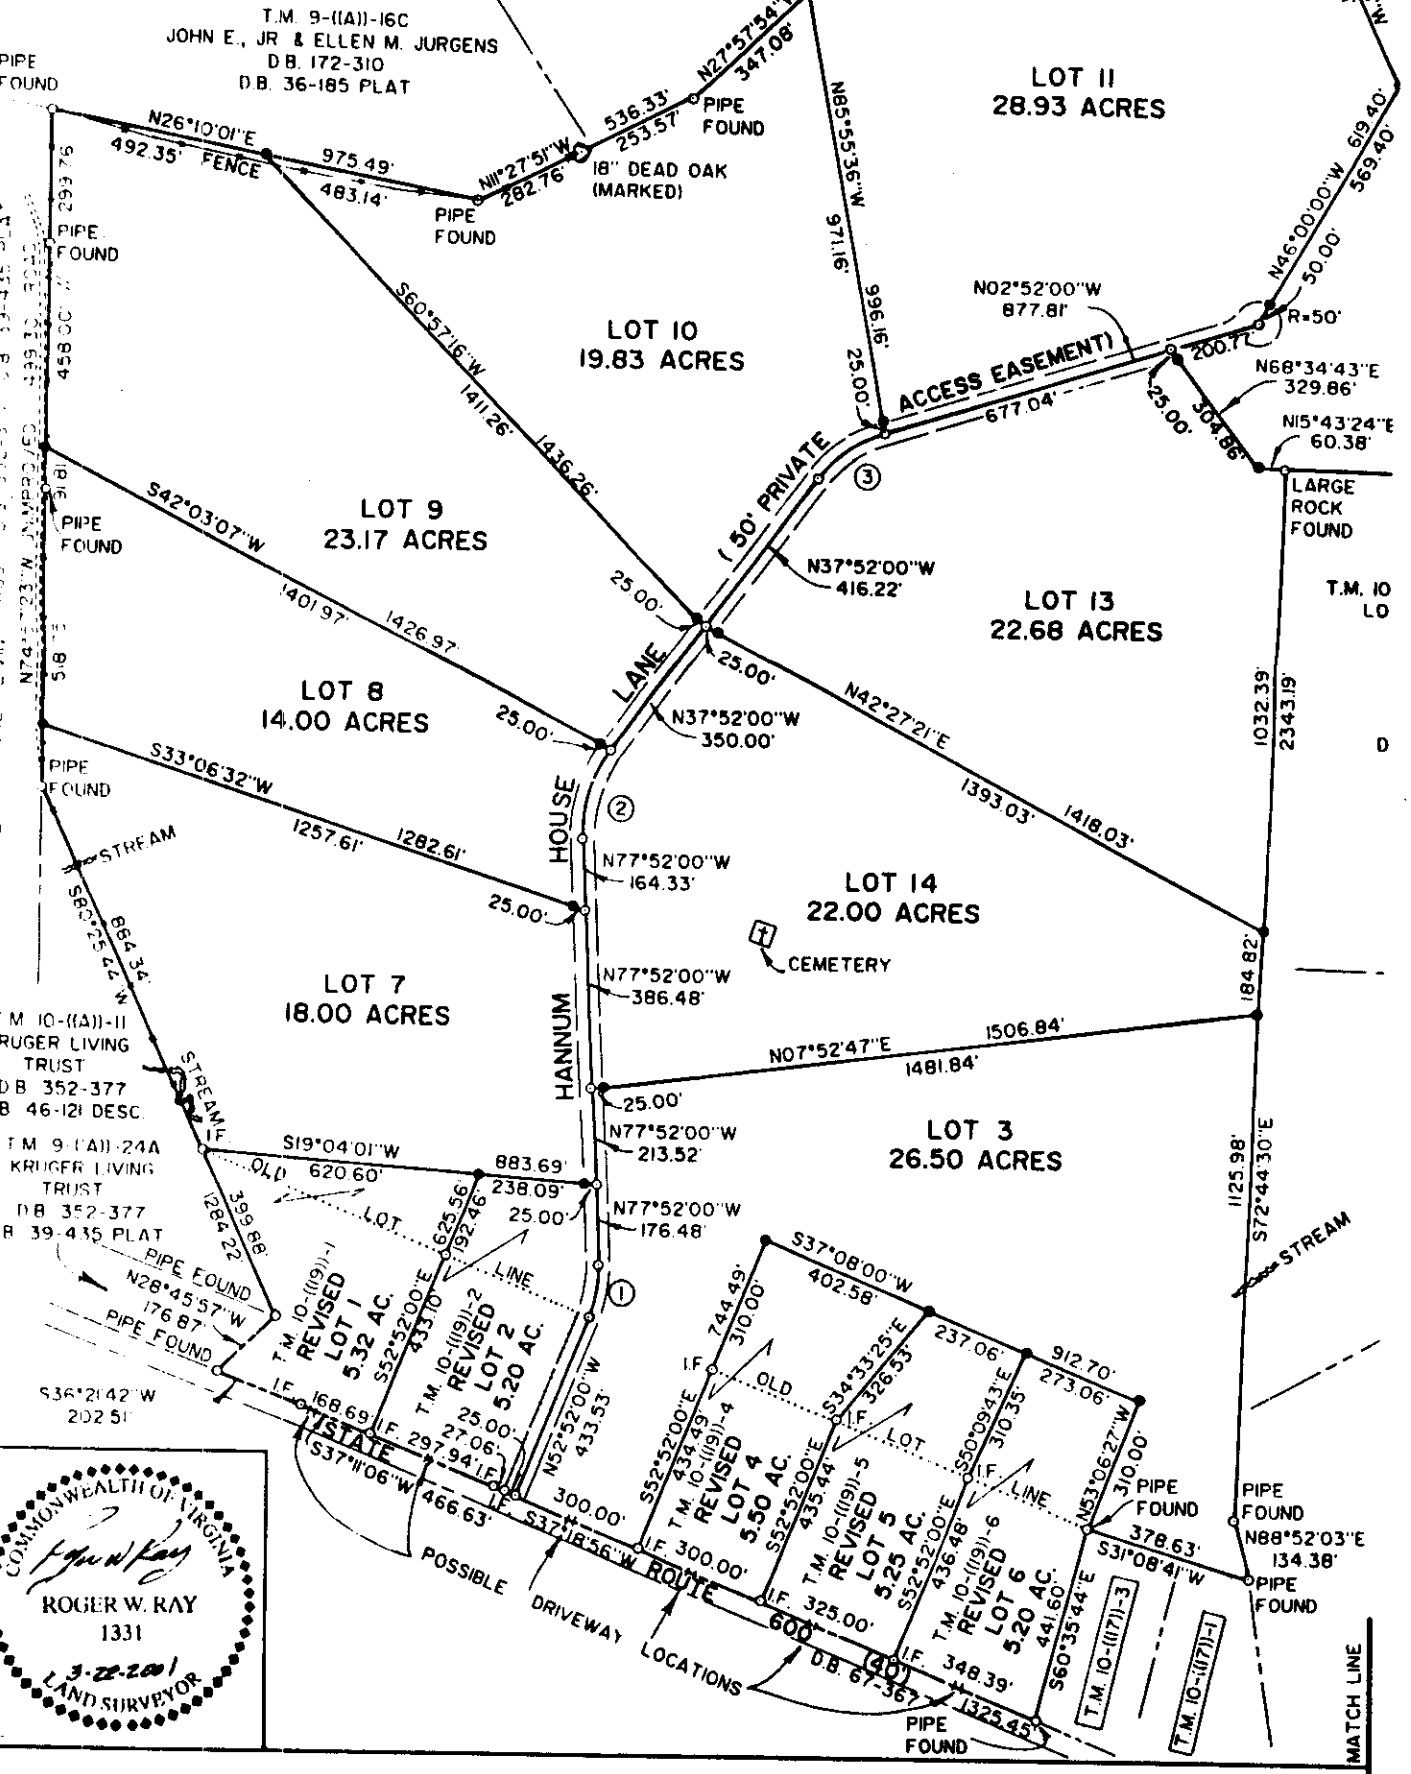 T.M. 9-((A))-16C
JOHN E., JR & ELLEN M. JURGENS
D.B. 172-310
D.B. 36-185 PLAT
PIPE
FOUND
N26°10'01"E
492.35'
FENCE
975.49'
483.14'
PIPE
FOUND
N11°27'51"W
282.76'
536.33'
253.57'
18" DEAD OAK
(MARKED)
N27°57'54"W
347.08'
PIPE
FOUND
LOT 11
28.93 ACRES
N85°55'36"W
971.16'
996.16'
25.00'
N46°00'00"W
619.40'
569.40'
50.00'
R=50'
N02°52'00"W
877.81'
200.77'
677.04'
N68°34'43"E
329.86'
304.86'
25.00'
N15°43'24"E
60.38'
LARGE
ROCK
FOUND
T.M. 10
LO
D
299.76
PIPE
FOUND
458.00
91.81
PIPE
FOUND
LOT 10
19.83 ACRES
S60°57'16"W
1411.26'
1436.26'
25.00'
LOT 9
23.17 ACRES
S42°03'07"W
1401.97'
1426.97'
25.00'
HANNUM HOUSE LANE (50' PRIVATE ACCESS EASEMENT)
③
N37°52'00"W
416.22'
25.00'
N37°52'00"W
350.00'
LOT 13
22.68 ACRES
N42°27'21"E
1393.03'
1418.03'
1032.39'
2343.19'
LOT 8
14.00 ACRES
S33°06'32"W
1257.61'
1282.61'
25.00'
PIPE
FOUND
STREAM
②
N77°52'00"W
164.33'
LOT 14
22.00 ACRES
CEMETERY
N77°52'00"W
386.48'
184.82'
LOT 7
18.00 ACRES
S80°25'44"W
884.34'
N07°52'47"E
1506.84'
1481.84'
25.00'
M 10-((A))-11
RUGER LIVING
TRUST
D B 352-377
B 46-121 DESC.
STREAM
I.F.
T M 9-((A))-24A
KRUGER LIVING
TRUST
D B 352-377
B 39-435 PLAT
S19°04'01"W
620.60'
883.69'
238.09'
25.00'
N77°52'00"W
213.52'
N77°52'00"W
176.48'
①
LOT 3
26.50 ACRES
1125.98'
S72°44'30"E
STREAM
399.88'
1284.22'
OLD LOT LINE
PIPE FOUND
N28°45'57"W
176.87'
PIPE FOUND
S36°21'42"W
202.51'
T.M. 10-((19))-1
REVISED
LOT 1
5.32 AC.
625.56'
192.46'
S52°52'00"E
433.10'
T.M. 10-((19))-2
REVISED
LOT 2
5.20 AC.
N52°52'00"W
433.53'
I.F.
168.69'
I.F.
297.94'
27.06'
25.00'
I.F.
I.F.
S37°11'06"W
466.63'
STATE ROUTE 600 (40')
S37°18'56"W
D.B. 67-367
1325.45'
POSSIBLE DRIVEWAY LOCATIONS
S37°08'00"W
402.58'
237.06'
912.70'
273.06'
744.49'
310.00'
I.F.
OLD LOT LINE
S34°33'25"E
326.53'
I.F.
S50°09'43"E
310.35'
I.F.
N53°06'27"W
310.00'
PIPE
FOUND
S52°52'00"E
434.49'
T.M. 10-((19))-4
REVISED
LOT 4
5.50 AC.
S52°52'00"E
435.44'
T.M. 10-((19))-5
REVISED
LOT 5
5.25 AC.
S52°52'00"E
436.48'
T.M. 10-((19))-6
REVISED
LOT 6
5.20 AC.
300.00'
I.F.
300.00'
I.F.
325.00'
I.F.
348.39'
PIPE
FOUND
S60°35'44"E
441.60'
378.63'
S31°08'41"W
PIPE
FOUND
N88°52'03"E
134.38'
PIPE
FOUND
T.M. 10-((17))-3
T.M. 10-((17))-1
MATCH LINE
COMMONWEALTH OF VIRGINIA
Roger W Ray
ROGER W. RAY
1331
3-22-2001
LAND SURVEYOR